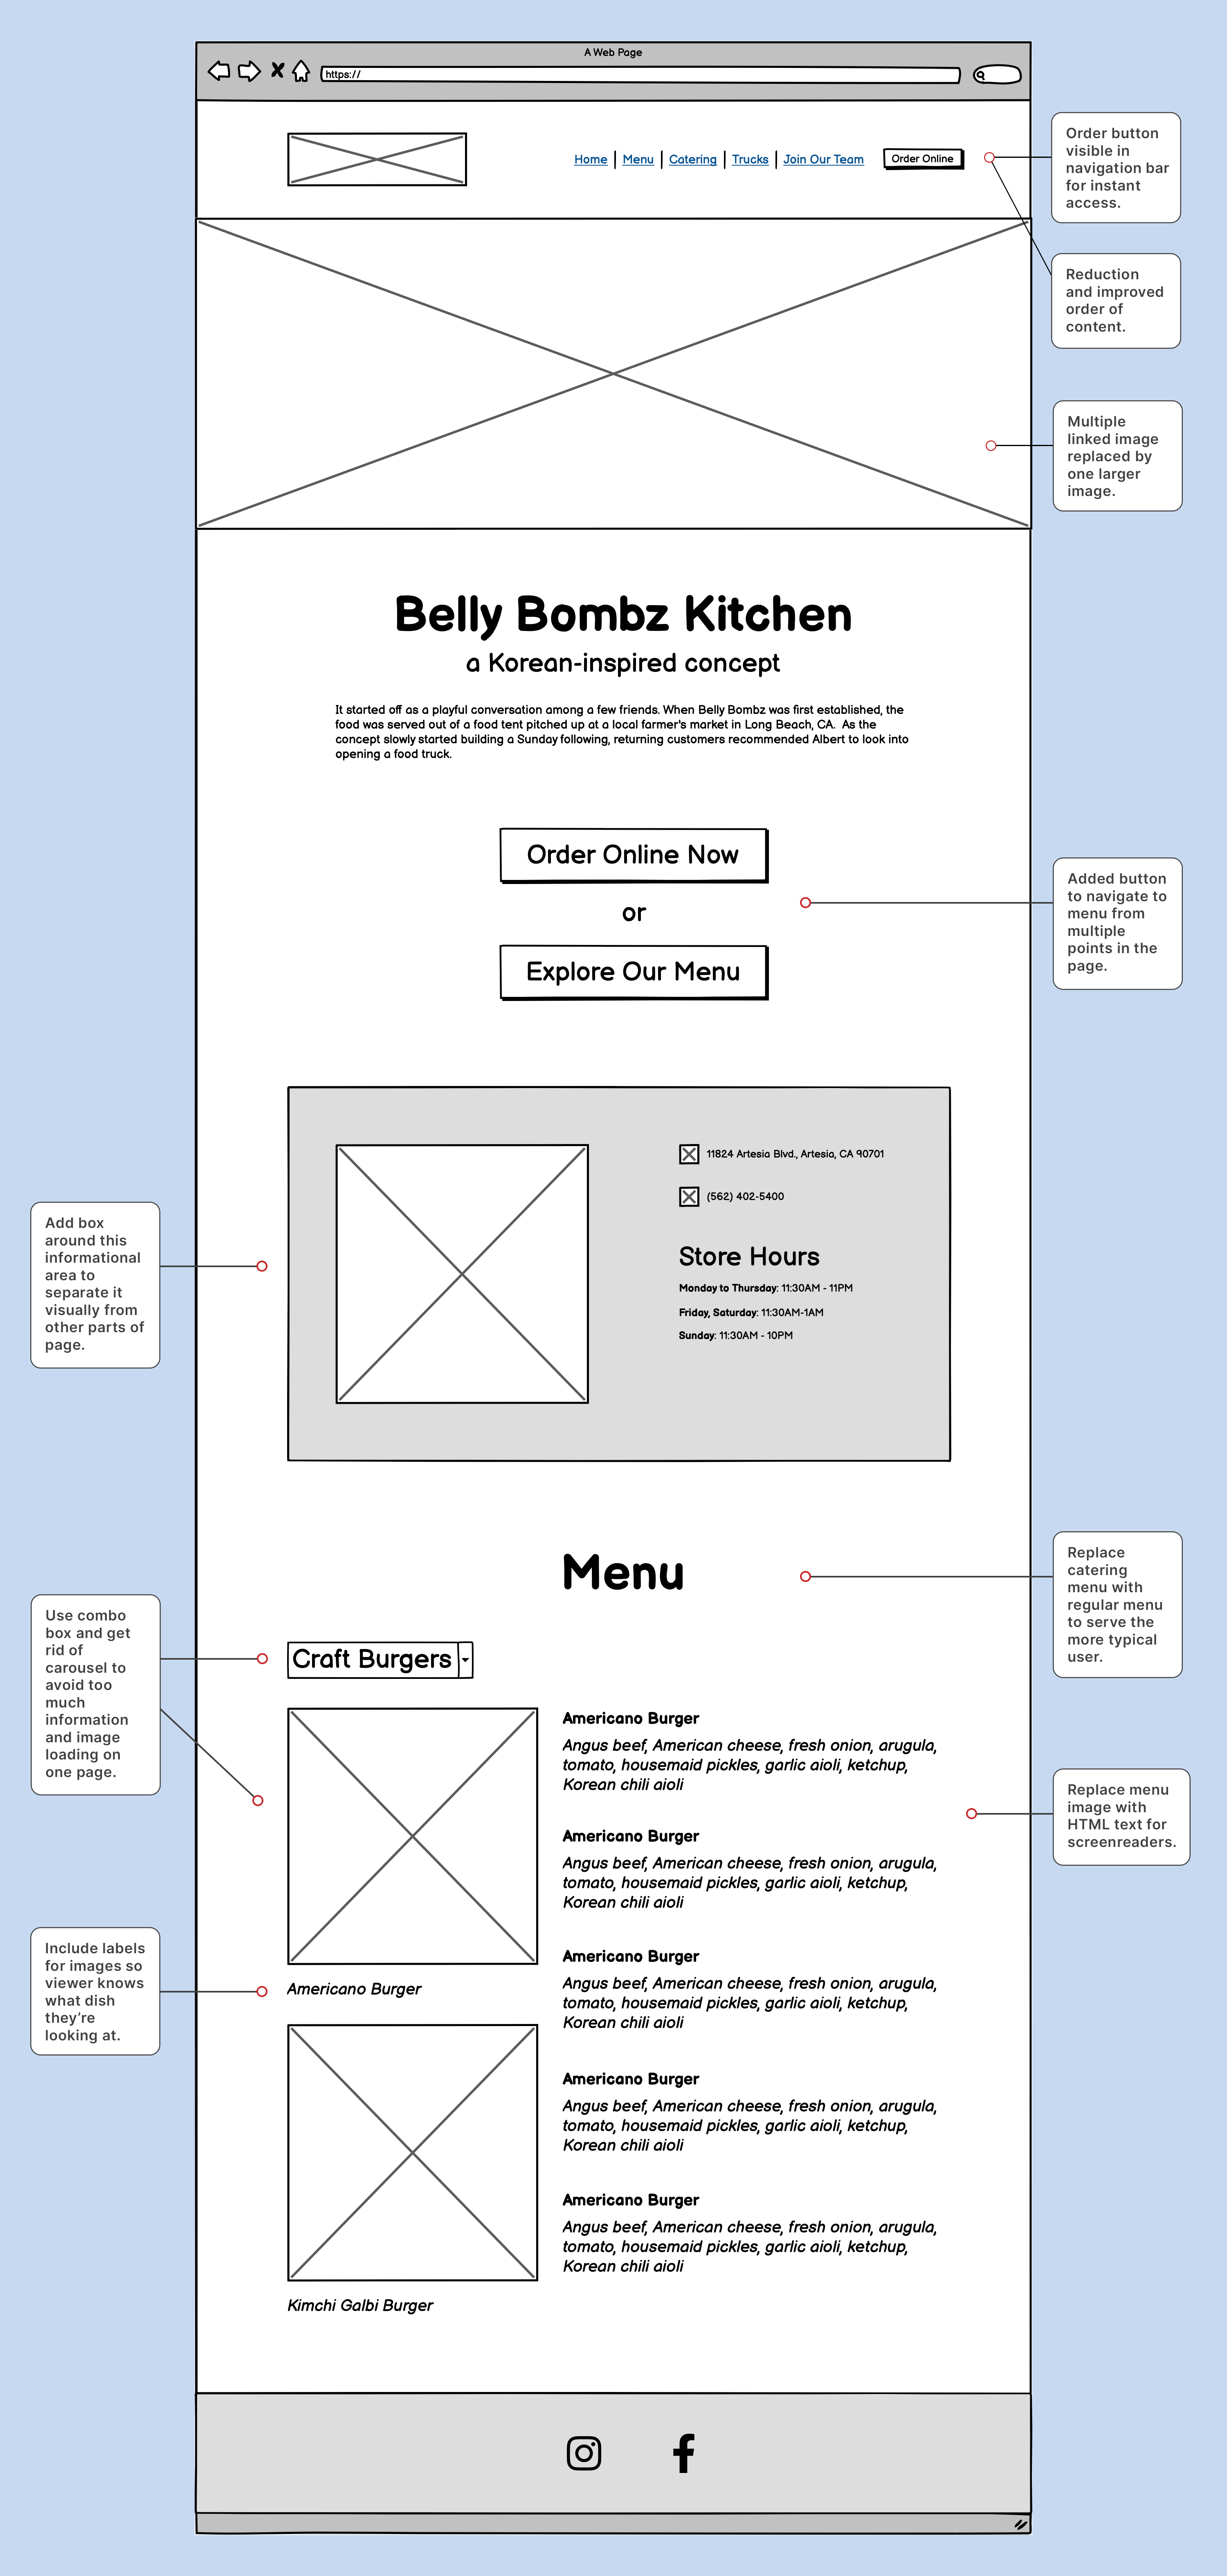 A Web Page
https://
Home Menu Catering Trucks Join Our Team Order Online
Order button
visible in
navigation bar
for instant
access.
Reduction
and improved
order of
content.
Multiple
linked image
replaced by
one larger
image.
Belly Bombz Kitchen
a Korean-inspired concept
It started off as a playful conversation among a few friends. When Belly Bombz was first established, the
food was served out of a food tent pitched up at a local farmer's market in Long Beach, CA. As the
concept slowly started building a Sunday following, returning customers recommended Albert to look into
opening a food truck.
Order Online Now
or
Explore Our Menu
Added button
to navigate to
menu from
multiple
points in the
page.
Add box
around this
informational
area to
separate it
visually from
other parts of
page.
11824 Artesia Blvd., Artesia, CA 90701
(562) 402-5400
Store Hours
Monday to Thursday: 11:30AM - 11PM
Friday, Saturday: 11:30AM-1AM
Sunday: 11:30AM - 10PM
Menu
Replace
catering
menu with
regular menu
to serve the
more typical
user.
Use combo
box and get
rid of
carousel to
avoid too
much
information
and image
loading on
one page.
Craft Burgers
Americano Burger
Angus beef, American cheese, fresh onion, arugula,
tomato, housemaid pickles, garlic aioli, ketchup,
Korean chili aioli
Americano Burger
Angus beef, American cheese, fresh onion, arugula,
tomato, housemaid pickles, garlic aioli, ketchup,
Korean chili aioli
Americano Burger
Angus beef, American cheese, fresh onion, arugula,
tomato, housemaid pickles, garlic aioli, ketchup,
Korean chili aioli
Americano Burger
Angus beef, American cheese, fresh onion, arugula,
tomato, housemaid pickles, garlic aioli, ketchup,
Korean chili aioli
Americano Burger
Angus beef, American cheese, fresh onion, arugula,
tomato, housemaid pickles, garlic aioli, ketchup,
Korean chili aioli
Replace menu
image with
HTML text for
screenreaders.
Include labels
for images so
viewer knows
what dish
they’re
looking at.
Americano Burger
Kimchi Galbi Burger